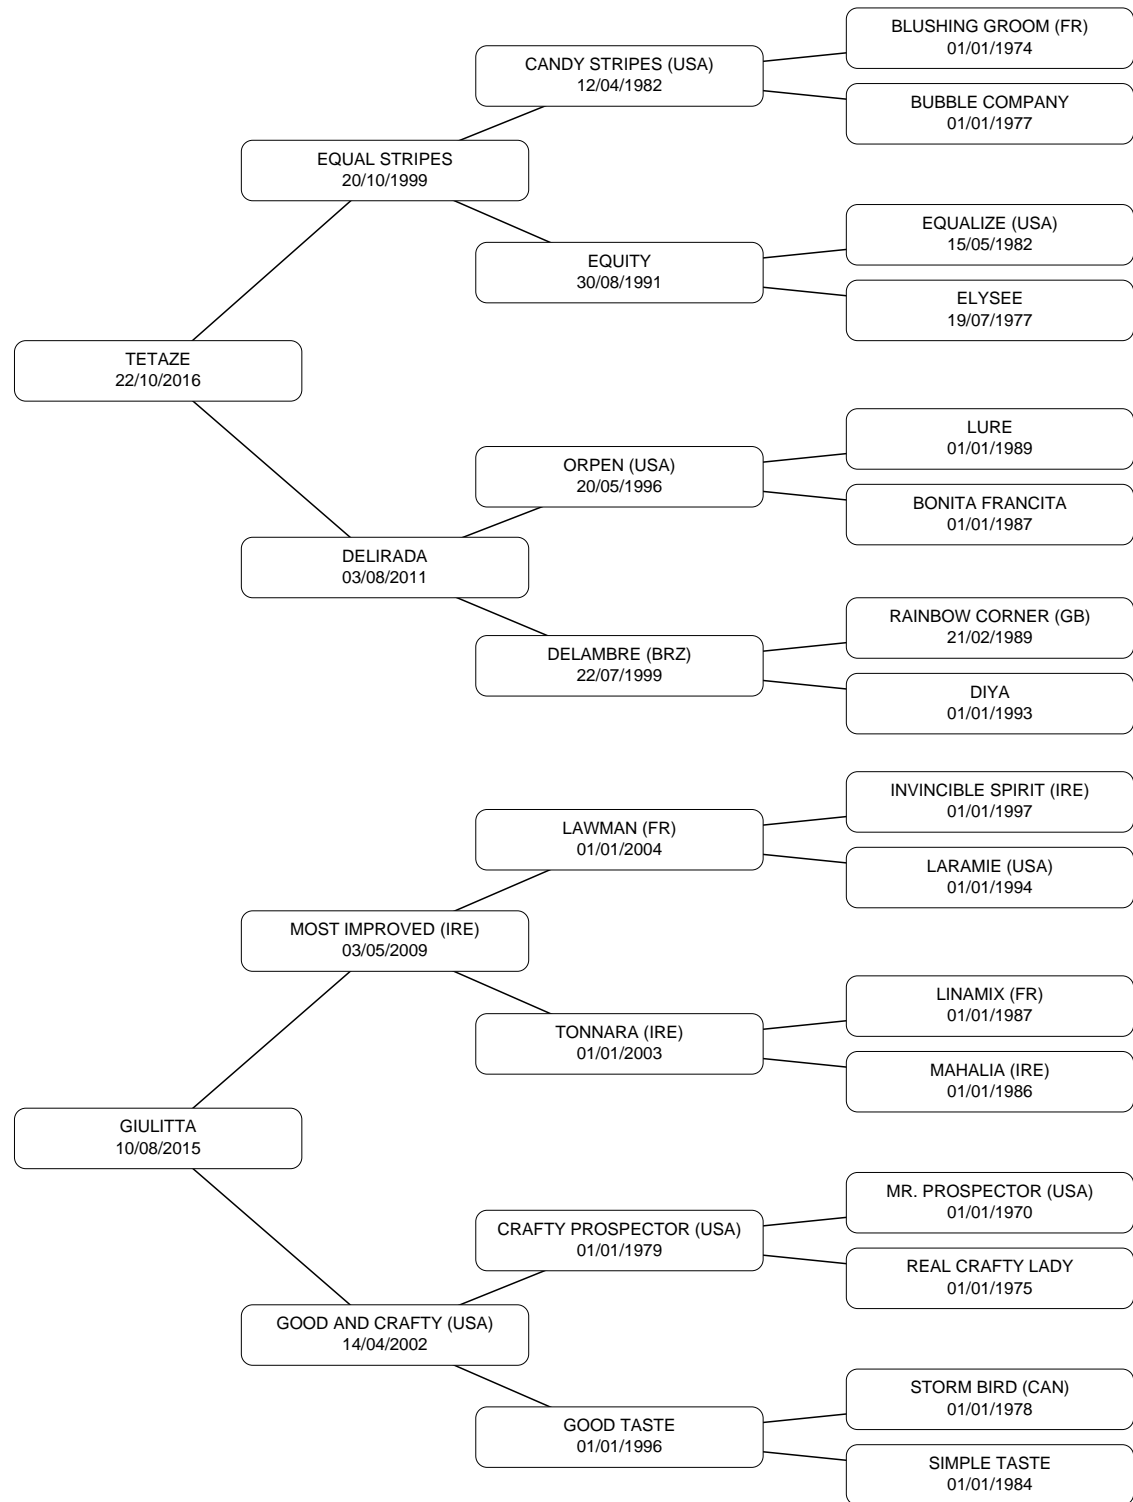 BLUSHING GROOM (FR)
01/01/1974
CANDY STRIPES (USA)
12/04/1982
BUBBLE COMPANY
01/01/1977
EQUAL STRIPES
20/10/1999
EQUALIZE (USA)
15/05/1982
EQUITY
30/08/1991
ELYSEE
19/07/1977
TETAZE
22/10/2016
LURE
01/01/1989
ORPEN (USA)
20/05/1996
BONITA FRANCITA
01/01/1987
DELIRADA
03/08/2011
RAINBOW CORNER (GB)
21/02/1989
DELAMBRE (BRZ)
22/07/1999
DIYA
01/01/1993
INVINCIBLE SPIRIT (IRE)
01/01/1997
LAWMAN (FR)
01/01/2004
LARAMIE (USA)
01/01/1994
MOST IMPROVED (IRE)
03/05/2009
LINAMIX (FR)
01/01/1987
TONNARA (IRE)
01/01/2003
MAHALIA (IRE)
01/01/1986
GIULITTA
10/08/2015
MR. PROSPECTOR (USA)
01/01/1970
CRAFTY PROSPECTOR (USA)
01/01/1979
REAL CRAFTY LADY
01/01/1975
GOOD AND CRAFTY (USA)
14/04/2002
STORM BIRD (CAN)
01/01/1978
GOOD TASTE
01/01/1996
SIMPLE TASTE
01/01/1984